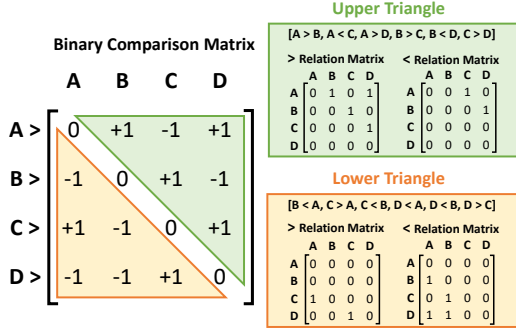 Binary Comparison Matrix
A B C D
A > 0 +1 -1 +1
B > -1 0 +1 -1
C > +1 -1 0 +1
D > -1 -1 +1 0
Upper Triangle
[A > B, A < C, A > D, B > C, B < D, C > D]
> Relation Matrix
A B C D
A 0 1 0 1
B 0 0 1 0
C 0 0 0 1
D 0 0 0 0
< Relation Matrix
A B C D
A 0 0 1 0
B 0 0 0 1
C 0 0 0 0
D 0 0 0 0
Lower Triangle
[B < A, C > A, C < B, D < A, D < B, D > C]
> Relation Matrix
A B C D
A 0 0 0 0
B 0 0 0 0
C 1 0 0 0
D 0 0 1 0
< Relation Matrix
A B C D
A 0 0 0 0
B 1 0 0 0
C 0 1 0 0
D 1 1 0 0